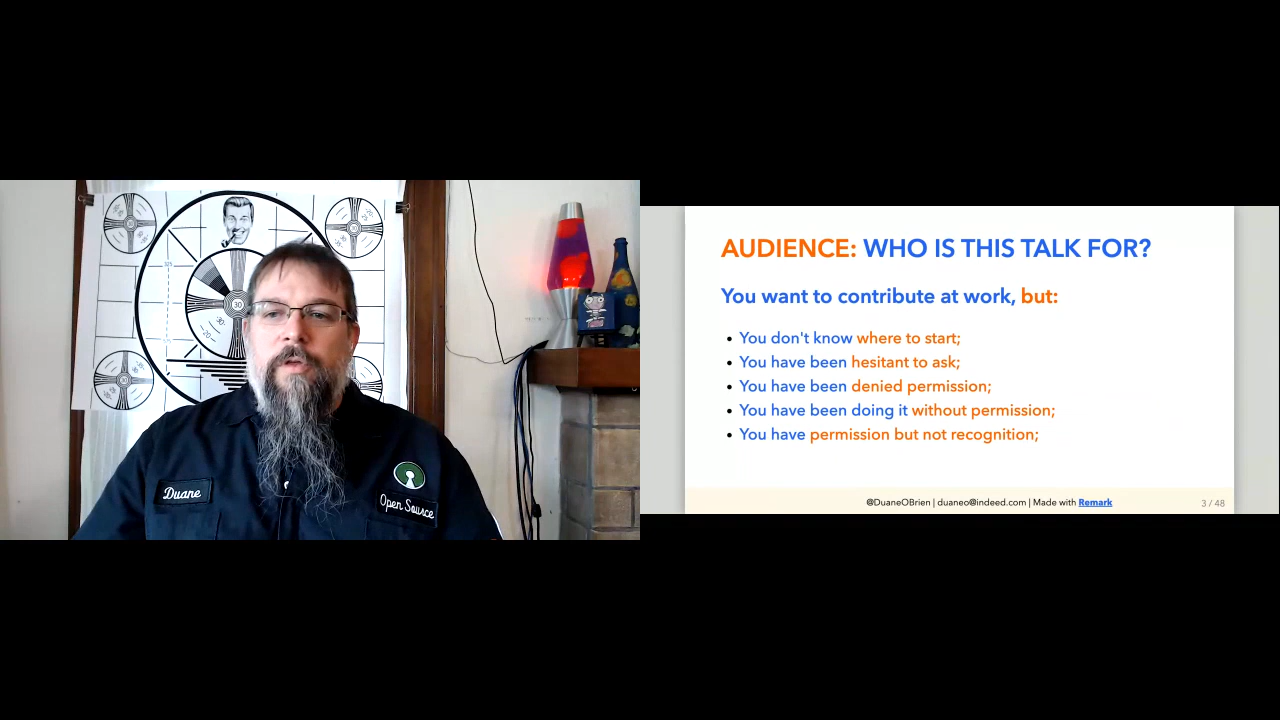 30
30
Duane
Open Source
AUDIENCE: WHO IS THIS TALK FOR?
You want to contribute at work, but:
• You don't know where to start;
• You have been hesitant to ask;
• You have been denied permission;
• You have been doing it without permission;
• You have permission but not recognition;
@DuaneOBrien | duaneo@indeed.com | Made with Remark
3 / 48